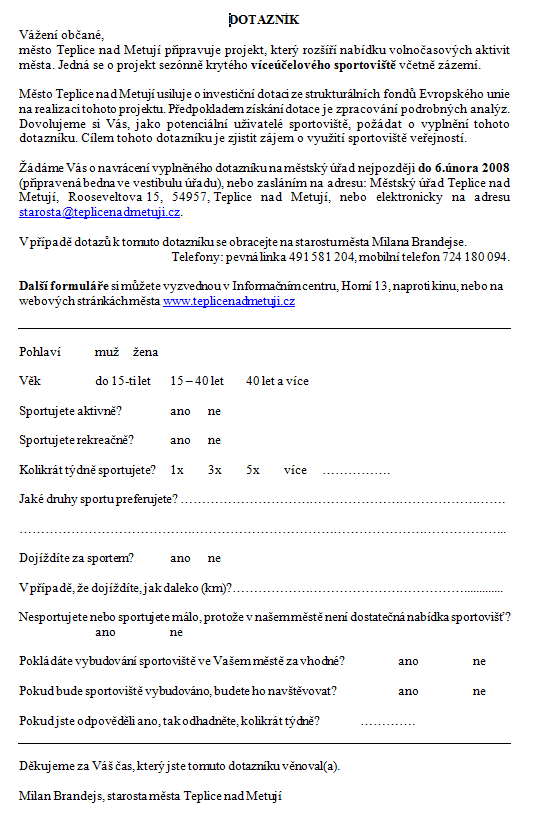 DOTAZNÍK
Vážení občané,
město Teplice nad Metují připravuje projekt, který rozšíří nabídku volnočasových aktivit
města. Jedná se o projekt sezónně krytého víceúčelového sportoviště včetně zázemí.
Město Teplice nad Metují usiluje o investiční dotaci ze strukturálních fondů Evropského unie
na realizaci tohoto projektu. Předpokladem získání dotace je zpracování podrobných analýz.
Dovolujeme si Vás, jako potenciální uživatelé sportoviště, požádat o vyplnění tohoto
dotazníku. Cílem tohoto dotazníku je zjistit zájem o využití sportoviště veřejností.
Žádáme Vás o navrácení vyplněného dotazníku na městský úřad nejpozději do 6.února 2008
(připravená bedna ve vestibulu úřadu), nebo zasláním na adresu: Městský úřad Teplice nad
Metují, Rooseveltova 15, 54957, Teplice nad Metují, nebo elektronicky na adresu
starosta@teplicenadmetuji.cz.
V případě dotazů k tomuto dotazníku se obracejte na starostu města Milana Brandejse.
Telefony: pevná linka 491 581 204, mobilní telefon 724 180 094.
Další formuláře si můžete vyzvednou v Informačním centru, Horní 13, naproti kinu, nebo na
webových stránkách města www.teplicenadmetuji.cz
Pohlaví muž žena
Věk do 15-ti let 15 – 40 let 40 let a více
Sportujete aktivně? ano ne
Sportujete rekreačně? ano ne
Kolikrát týdně sportujete? 1x 3x 5x více …………….
Jaké druhy sportu preferujete? ………………………………………………………………….
……………………………………………………………………………………………………..
Dojíždíte za sportem? ano ne
V případě, že dojíždíte, jak daleko (km)?……………………………………………….............
Nesportujete nebo sportujete málo, protože v našem městě není dostatečná nabídka sportovišť?
ano ne
Pokládáte vybudování sportoviště ve Vašem městě za vhodné? ano ne
Pokud bude sportoviště vybudováno, budete ho navštěvovat? ano ne
Pokud jste odpověděli ano, tak odhadněte, kolikrát týdně? ………….
Děkujeme za Váš čas, který jste tomuto dotazníku věnoval(a).
Milan Brandejs, starosta města Teplice nad Metují